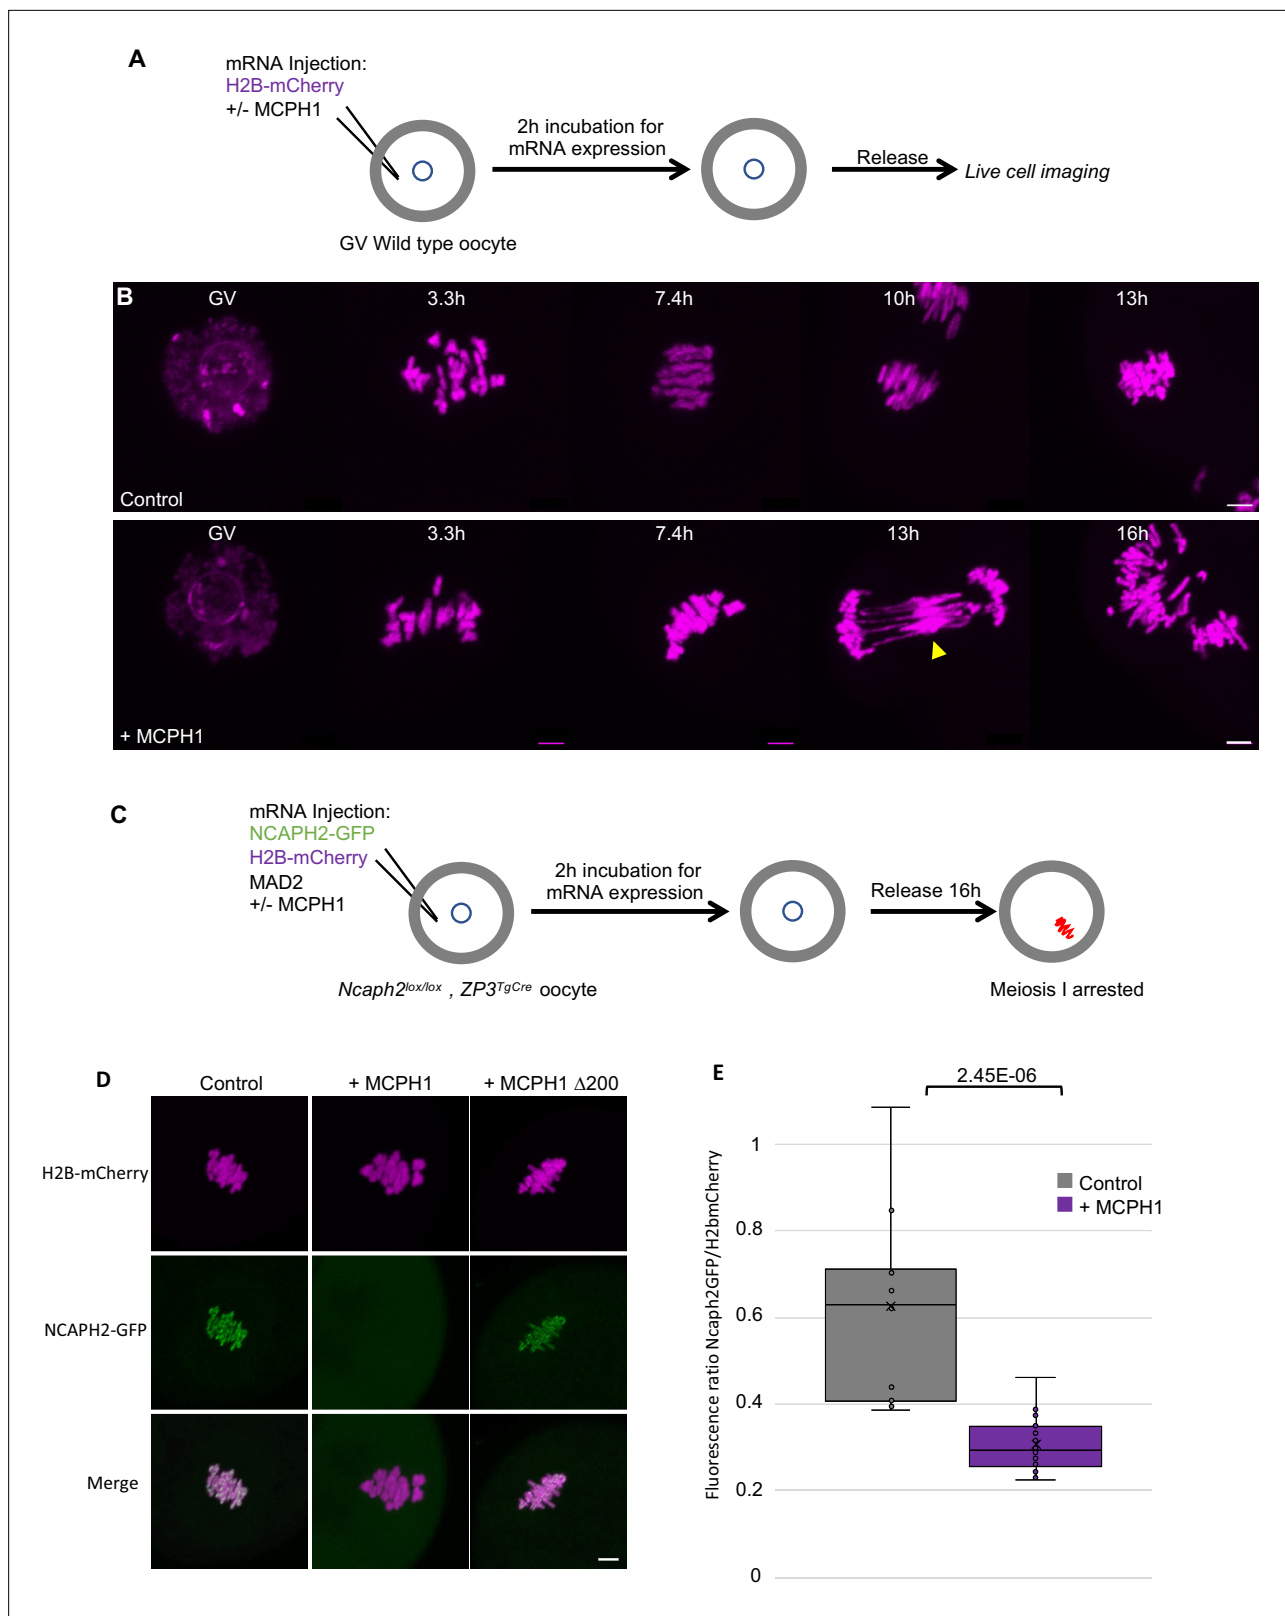 A
mRNA Injection:
H2B-mCherry
+/- MCPH1
2h incubation for
mRNA expression
Release
Live cell imaging
GV Wild type oocyte
B
GV 3.3h 7.4h 10h 13h
Control
GV 3.3h 7.4h 13h 16h
+ MCPH1
C
mRNA Injection:
NCAPH2-GFP
H2B-mCherry
MAD2
+/- MCPH1
2h incubation for
mRNA expression
Release 16h
Ncaph2lox/lox , ZP3TgCre oocyte
Meiosis I arrested
D
Control + MCPH1 + MCPH1 Δ200
H2B-mCherry
NCAPH2-GFP
Merge
E
2.45E-06
Fluorescence ratio Ncaph2GFP/H2bmCherry
1
0.8
0.6
0.4
0.2
0
Control
+ MCPH1